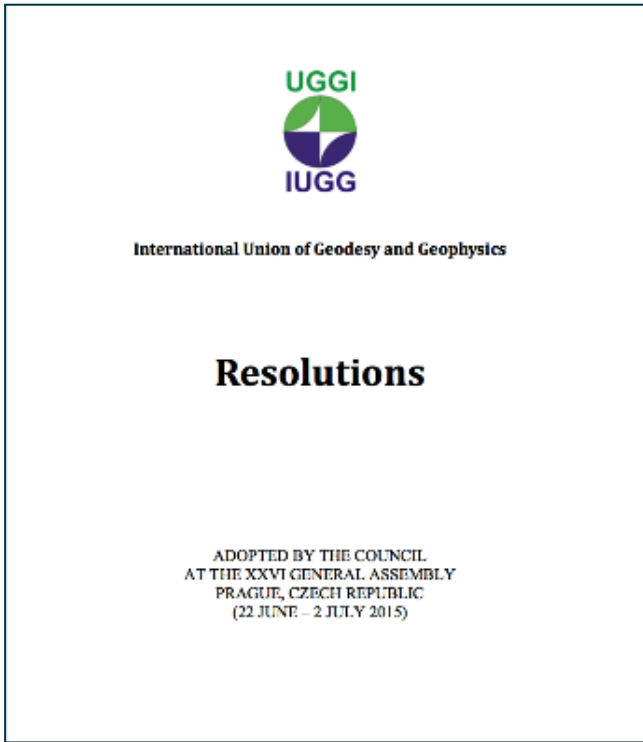 UGGI
IUGG
International Union of Geodesy and Geophysics
Resolutions
ADOPTED BY THE COUNCIL
AT THE XXVI GENERAL ASSEMBLY
PRAGUE, CZECH REPUBLIC
(22 JUNE – 2 JULY 2015)